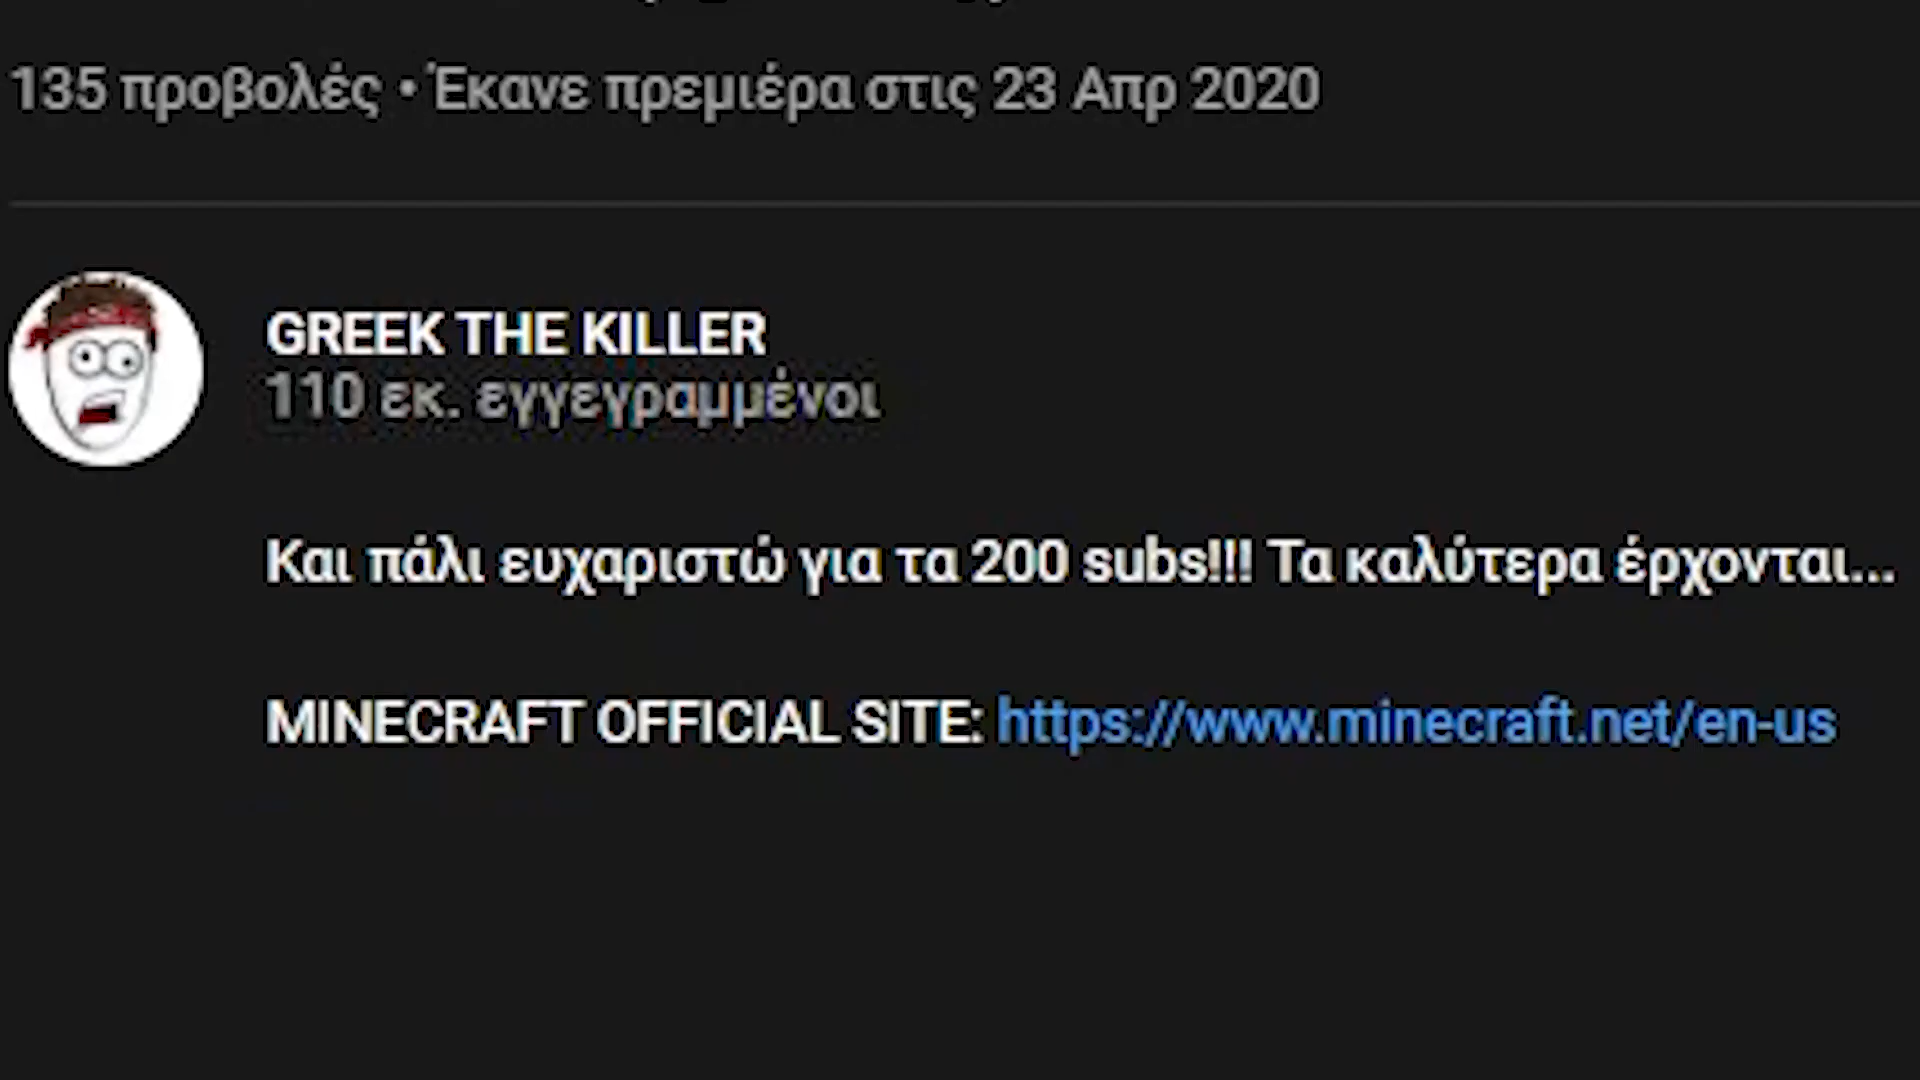 135 προβολές • Έκανε πρεμιέρα στις 23 Απρ 2020
GREEK THE KILLER
110 εκ. εγγεγραμμένοι
Και πάλι ευχαριστώ για τα 200 subs!!! Τα καλύτερα έρχονται...
MINECRAFT OFFICIAL SITE: https://www.minecraft.net/en-us